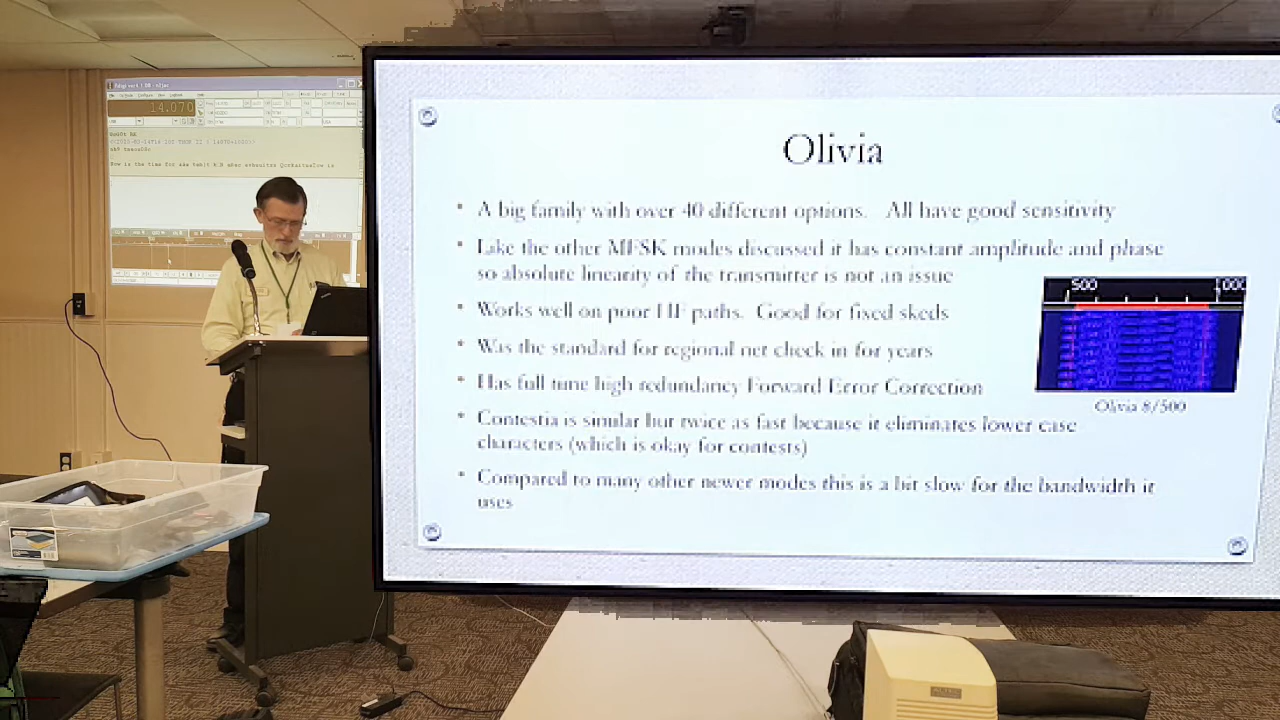 14.070
Now is the time for
Olivia
A big family with over 40 different options. All have good sensitivity
Like the other MFSK modes discussed it has constant amplitude and phase
so absolute linearity of the transmitter is not an issue
Works well on poor HF paths. Good for fixed skeds
Was the standard for regional net check in for years
Has full time high redundancy Forward Error Correction
Contestia is similar but twice as fast because it eliminates lower case
characters (which is okay for contests)
Compared to many other newer modes this is a bit slow for the bandwidth it
uses
500
1000
Olivia 8/500